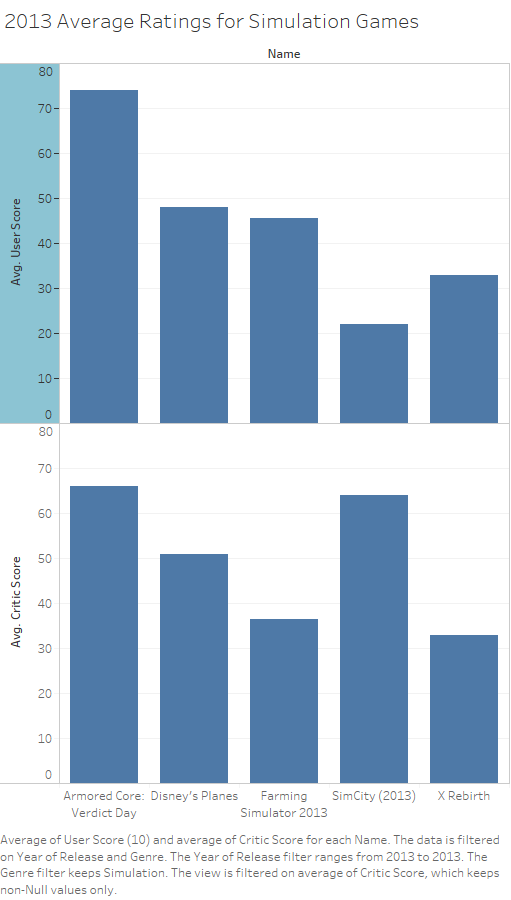 2013 Average Ratings for Simulation Games
Name
Avg. User Score
80
70
60
50
40
30
20
10
0
Avg. Critic Score
80
70
60
50
40
30
20
10
0
Armored Core: Verdict Day
Disney's Planes
Farming Simulator 2013
SimCity (2013)
X Rebirth
Average of User Score (10) and average of Critic Score for each Name. The data is filtered
on Year of Release and Genre. The Year of Release filter ranges from 2013 to 2013. The
Genre filter keeps Simulation. The view is filtered on average of Critic Score, which keeps
non-Null values only.